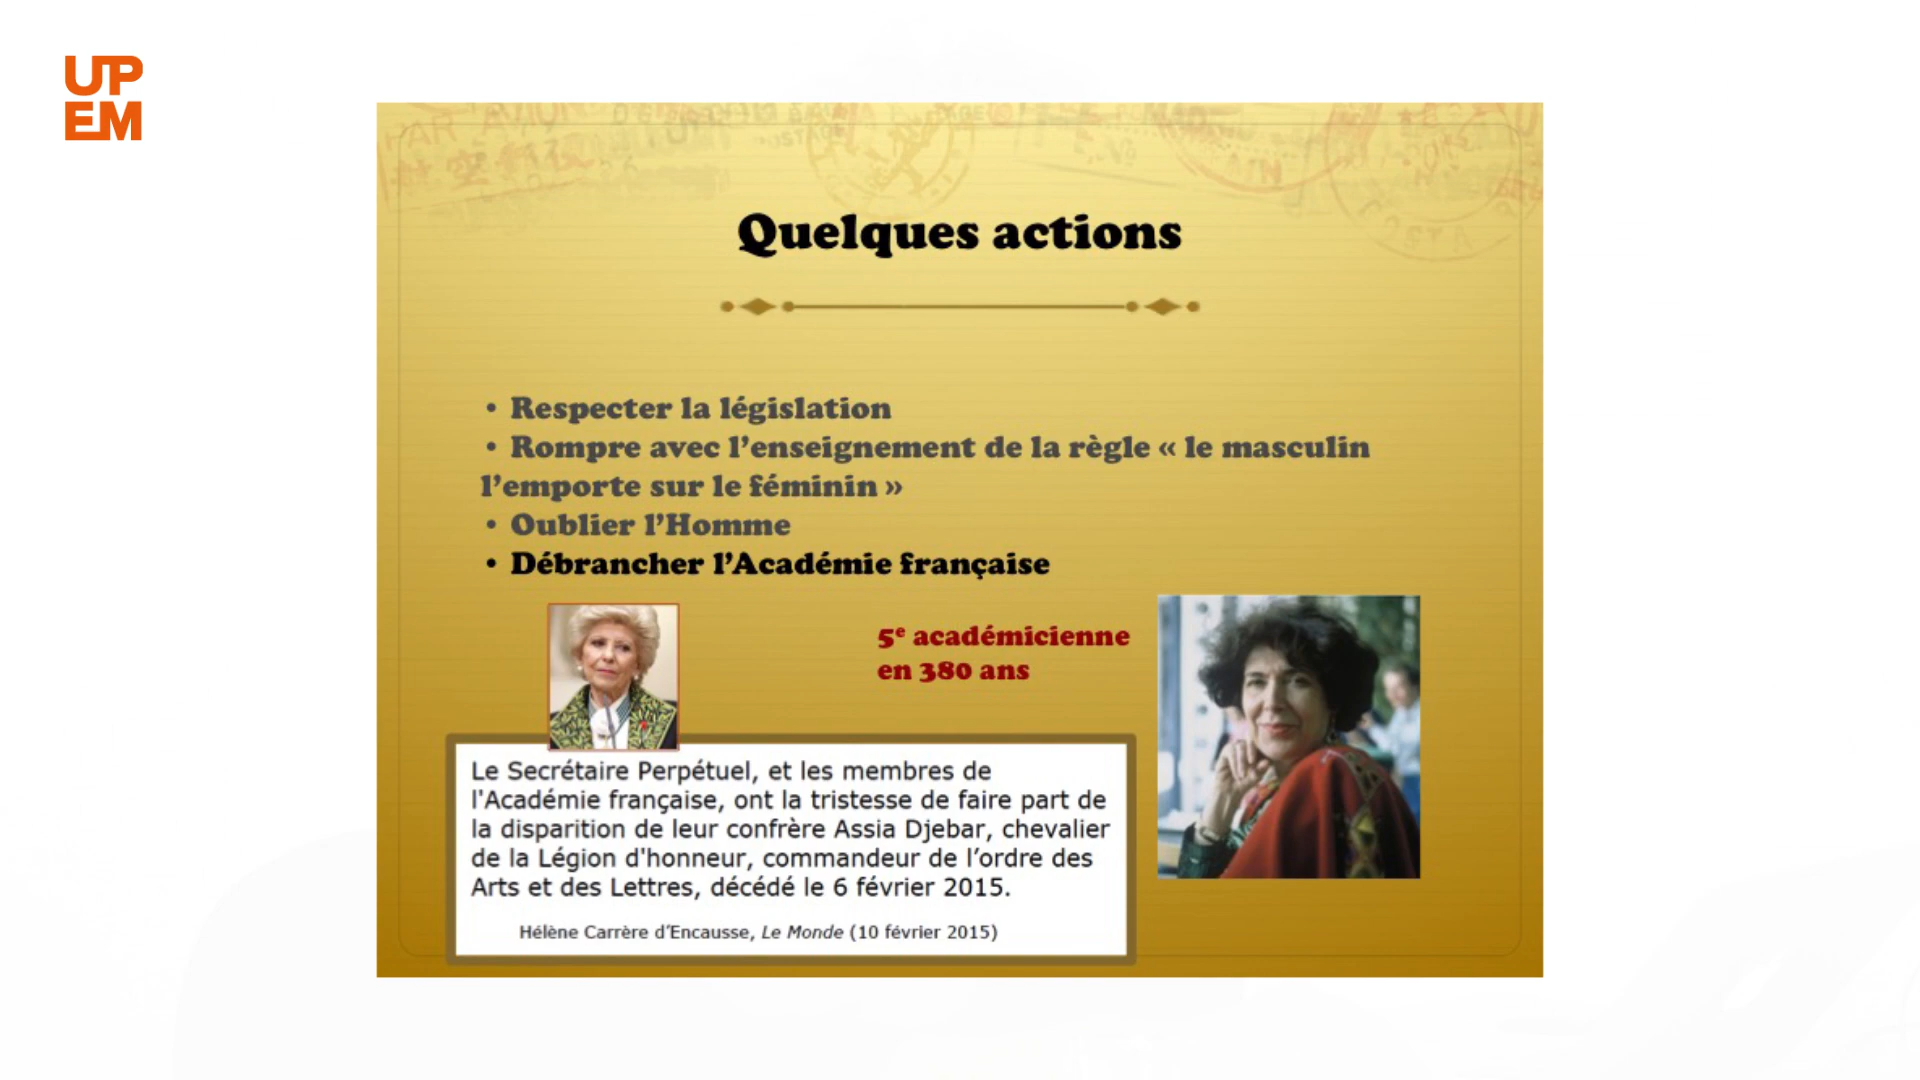 UP
EM
PAR AVION
Quelques actions
• Respecter la législation
• Rompre avec l’enseignement de la règle « le masculin
l’emporte sur le féminin »
• Oublier l’Homme
• Débrancher l’Académie française
5e académicienne
en 380 ans
Le Secrétaire Perpétuel, et les membres de
l'Académie française, ont la tristesse de faire part de
la disparition de leur confrère Assia Djebar, chevalier
de la Légion d'honneur, commandeur de l’ordre des
Arts et des Lettres, décédé le 6 février 2015.
Hélène Carrère d’Encausse, Le Monde (10 février 2015)